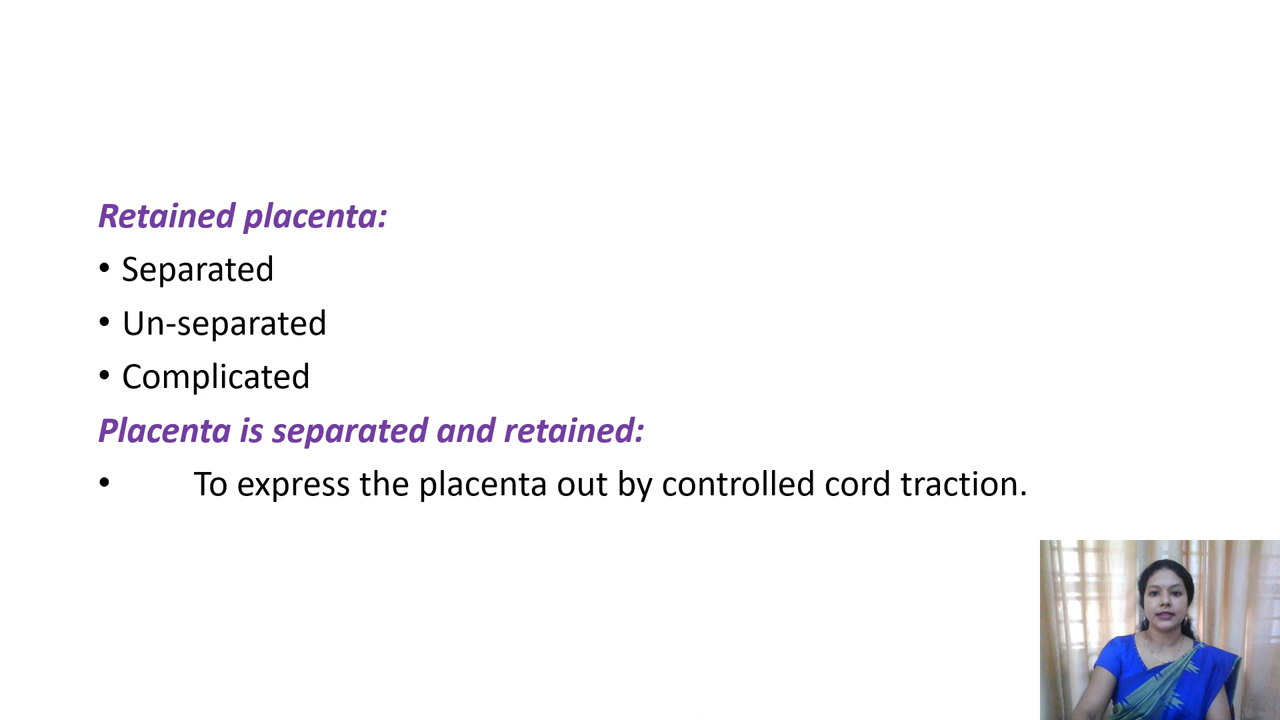 Retained placenta:
• Separated
• Un-separated
• Complicated
Placenta is separated and retained:
• To express the placenta out by controlled cord traction.